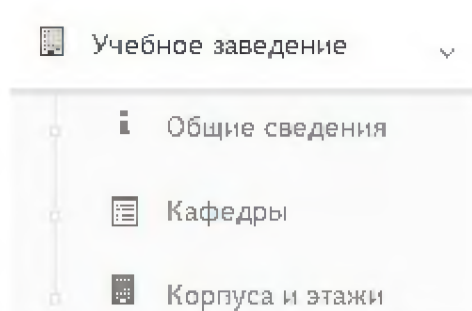 Учебное заведение
Общие сведения
Кафедры
Корпуса и этажи